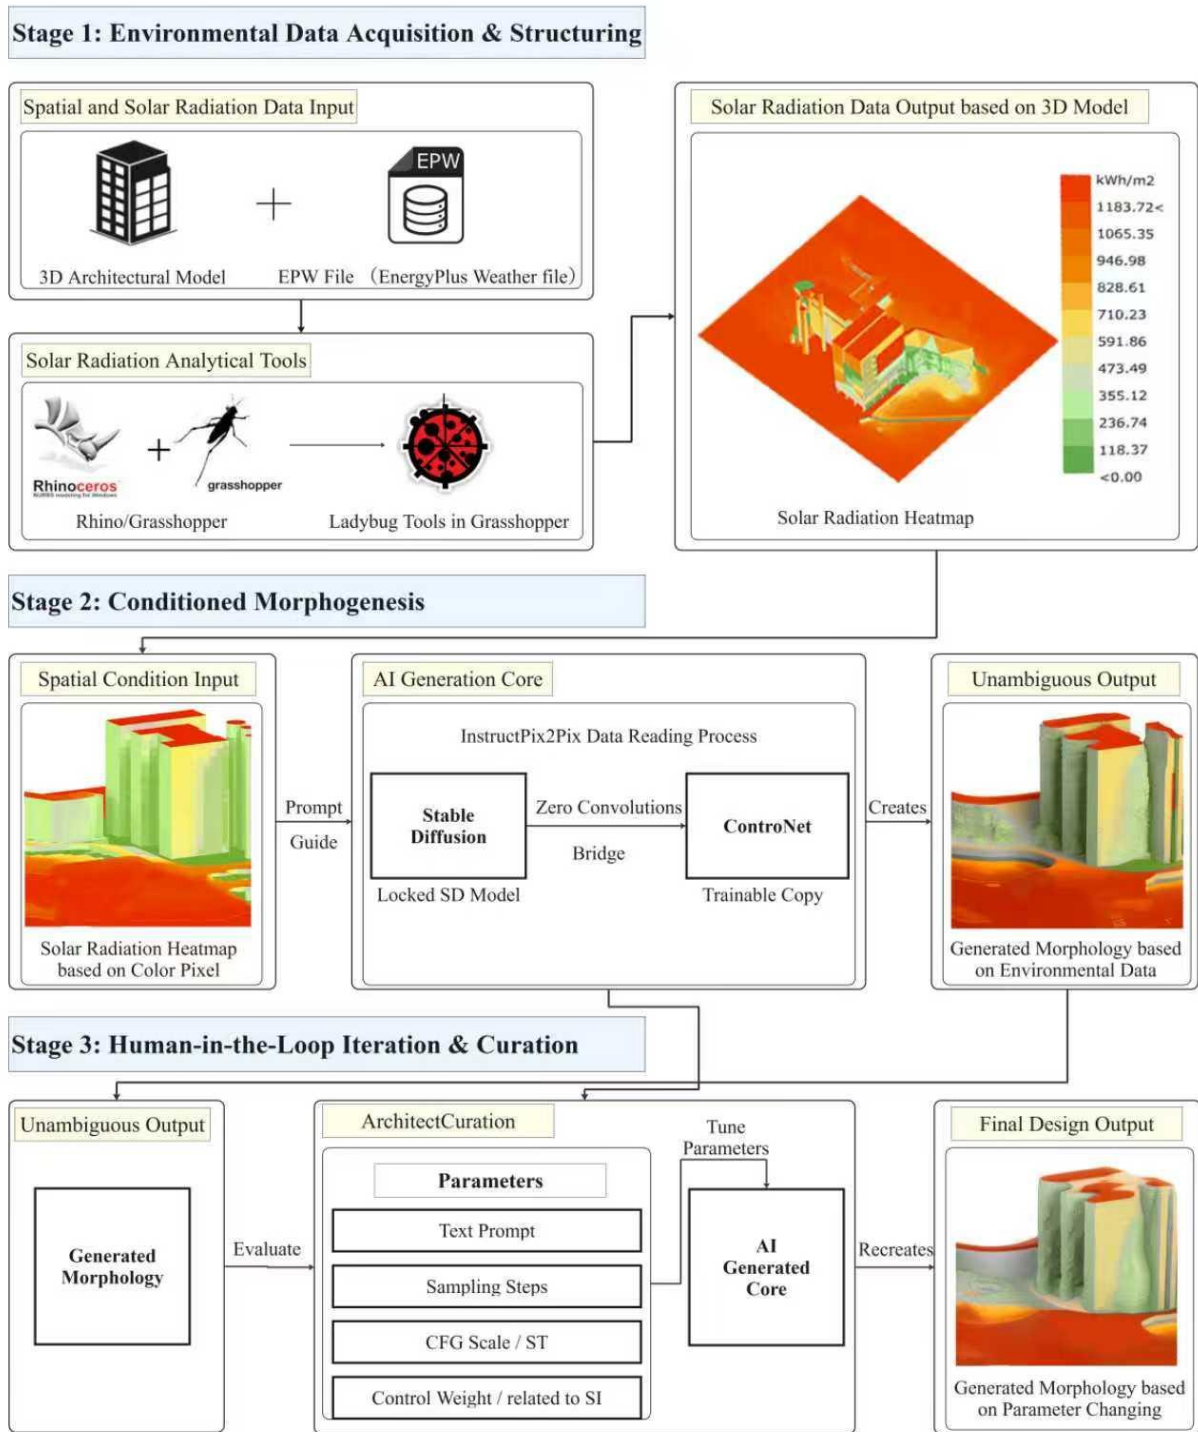 Stage 1: Environmental Data Acquisition & Structuring
Spatial and Solar Radiation Data Input
EPW
3D Architectural Model
EPW File （EnergyPlus Weather file）
Solar Radiation Analytical Tools
Rhinoceros
NURBS modeling for Windows
grasshopper
Rhino/Grasshopper
Ladybug Tools in Grasshopper
Solar Radiation Data Output based on 3D Model
kWh/m2
1183.72<
1065.35
946.98
828.61
710.23
591.86
473.49
355.12
236.74
118.37
<0.00
Solar Radiation Heatmap
Stage 2: Conditioned Morphogenesis
Spatial Condition Input
Solar Radiation Heatmap
based on Color Pixel
Prompt
Guide
AI Generation Core
InstructPix2Pix Data Reading Process
Stable
Diffusion
Locked SD Model
Zero Convolutions
Bridge
ControNet
Trainable Copy
Creates
Unambiguous Output
Generated Morphology based
on Environmental Data
Stage 3: Human-in-the-Loop Iteration & Curation
Unambiguous Output
Generated
Morphology
Evaluate
ArchitectCuration
Parameters
Text Prompt
Sampling Steps
CFG Scale / ST
Control Weight / related to SI
Tune
Parameters
AI
Generated
Core
Recreates
Final Design Output
Generated Morphology based
on Parameter Changing